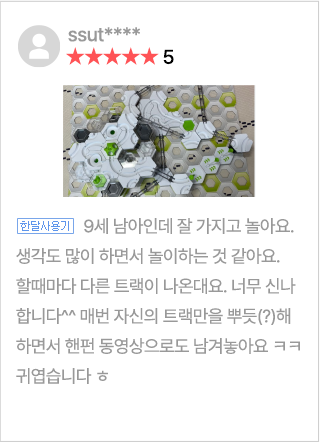 ssut****
★★★★★ 5
한달사용기 9세 남아인데 잘 가지고 놀아요.
생각도 많이 하면서 놀이하는 것 같아요.
할때마다 다른 트랙이 나온대요. 너무 신나
합니다^^ 매번 자신의 트랙만을 뿌듯(?)해
하면서 핸펀 동영상으로도 남겨놓아요 ㅋㅋ
귀엽습니다 ㅎ